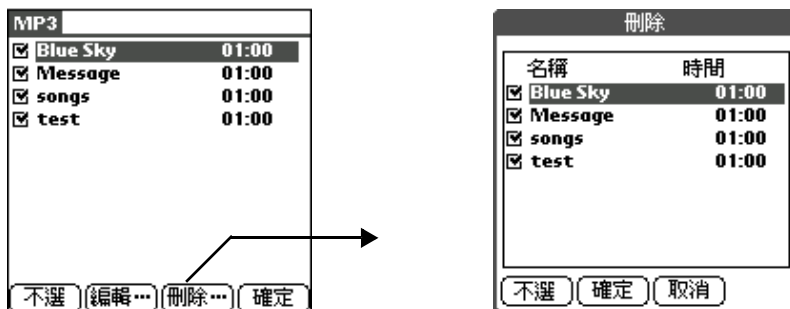 MP3
Blue Sky 01:00
Message 01:00
songs 01:00
test 01:00
不選 編輯… 刪除… 確定
刪除
名稱 時間
Blue Sky 01:00
Message 01:00
songs 01:00
test 01:00
不選 確定 取消